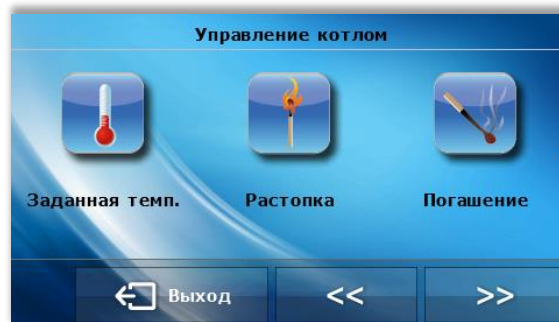 Управление котлом
Заданная темп. Растопка Погашение
Выход << >>